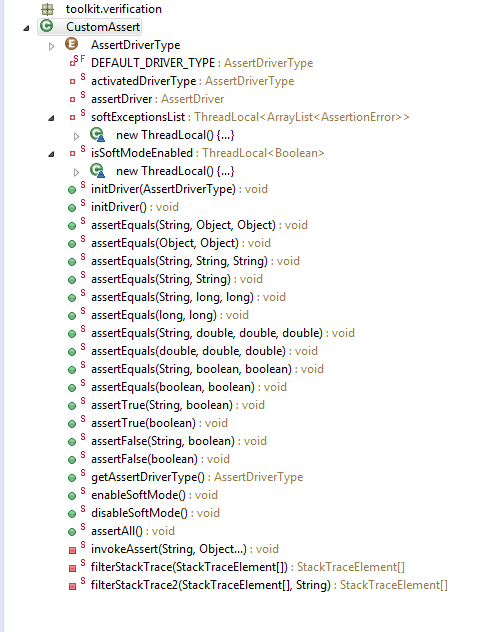 toolkit.verification
CustomAssert
AssertDriverType
DEFAULT_DRIVER_TYPE : AssertDriverType
activatedDriverType : AssertDriverType
assertDriver : AssertDriver
softExceptionsList : ThreadLocal<ArrayList<AssertionError>>
new ThreadLocal() {...}
isSoftModeEnabled : ThreadLocal<Boolean>
new ThreadLocal() {...}
initDriver(AssertDriverType) : void
initDriver() : void
assertEquals(String, Object, Object) : void
assertEquals(Object, Object) : void
assertEquals(String, String, String) : void
assertEquals(String, String) : void
assertEquals(String, long, long) : void
assertEquals(long, long) : void
assertEquals(String, double, double, double) : void
assertEquals(double, double, double) : void
assertEquals(String, boolean, boolean) : void
assertEquals(boolean, boolean) : void
assertTrue(String, boolean) : void
assertTrue(boolean) : void
assertFalse(String, boolean) : void
assertFalse(boolean) : void
getAssertDriverType() : AssertDriverType
enableSoftMode() : void
disableSoftMode() : void
assertAll() : void
invokeAssert(String, Object...) : void
filterStackTrace(StackTraceElement[]) : StackTraceElement[]
filterStackTrace2(StackTraceElement[], String) : StackTraceElement[]